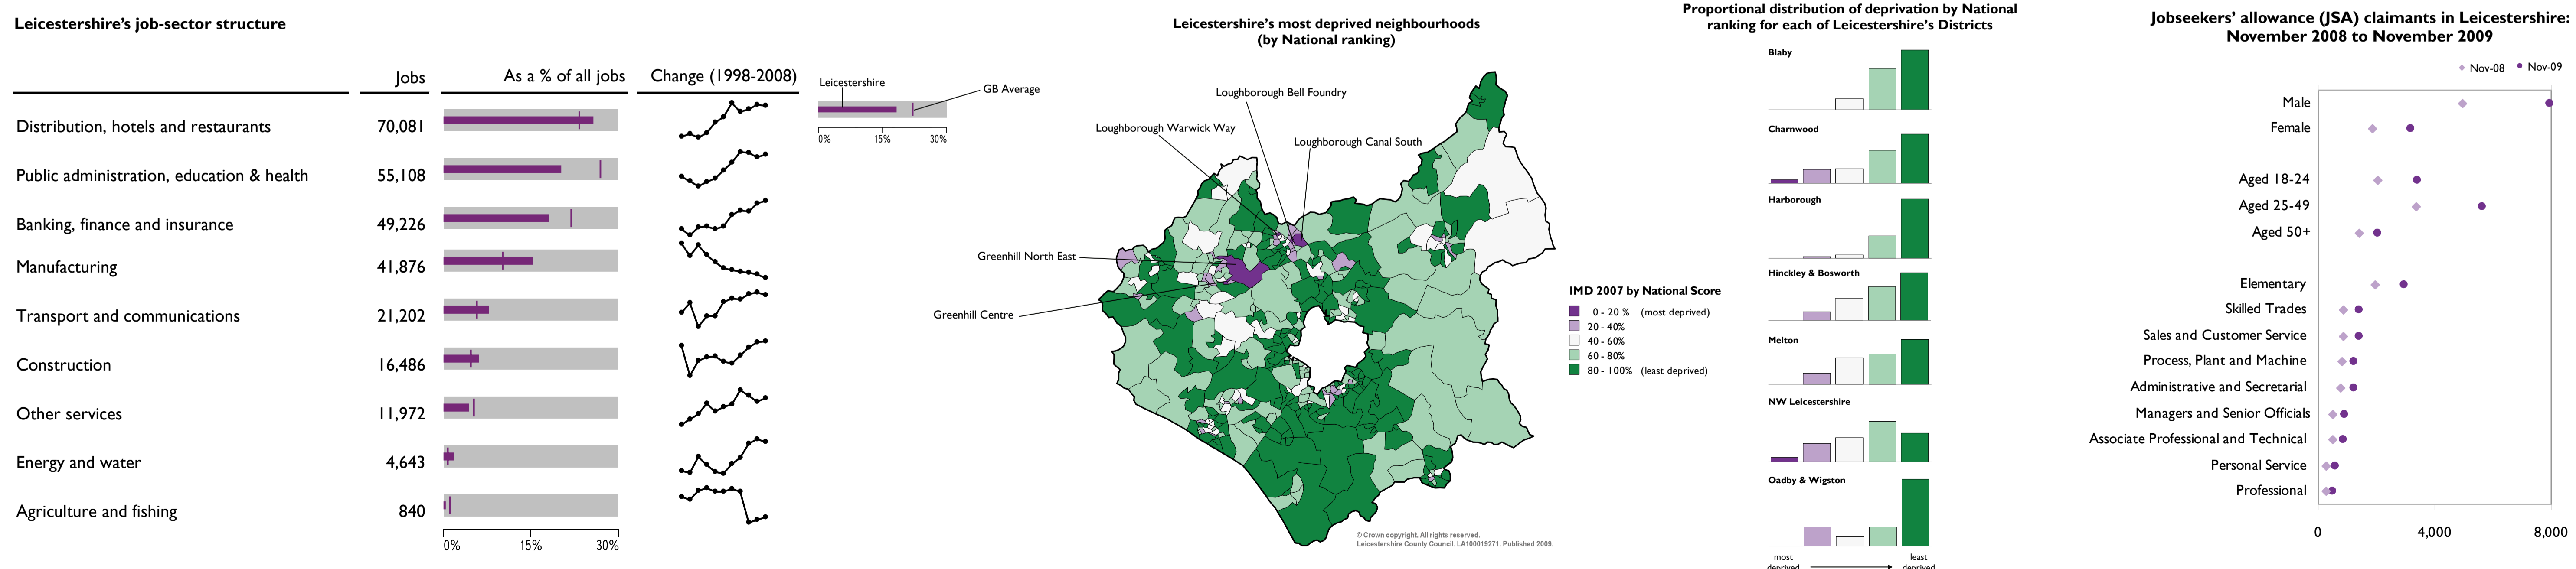 Leicestershire's job-sector structure
Jobs
As a % of all jobs
Change (1998-2008)
Distribution, hotels and restaurants 70,081
Public administration, education & health 55,108
Banking, finance and insurance 49,226
Manufacturing 41,876
Transport and communications 21,202
Construction 16,486
Other services 11,972
Energy and water 4,643
Agriculture and fishing 840
0% 15% 30%
Leicestershire
GB Average
0% 15% 30%
Leicestershire's most deprived neighbourhoods
(by National ranking)
Loughborough Bell Foundry
Loughborough Warwick Way
Loughborough Canal South
Greenhill North East
Greenhill Centre
IMD 2007 by National Score
0 - 20 % (most deprived)
20 - 40%
40 - 60%
60 - 80%
80 - 100% (least deprived)
© Crown copyright. All rights reserved.
Leicestershire County Council. LA100019271. Published 2009.
Proportional distribution of deprivation by National
ranking for each of Leicestershire's Districts
Blaby
Charnwood
Harborough
Hinckley & Bosworth
Melton
NW Leicestershire
Oadby & Wigston
most
deprived
least
deprived
Jobseekers' allowance (JSA) claimants in Leicestershire:
November 2008 to November 2009
Nov-08 Nov-09
Male
Female
Aged 18-24
Aged 25-49
Aged 50+
Elementary
Skilled Trades
Sales and Customer Service
Process, Plant and Machine
Administrative and Secretarial
Managers and Senior Officials
Associate Professional and Technical
Personal Service
Professional
0 4,000 8,000